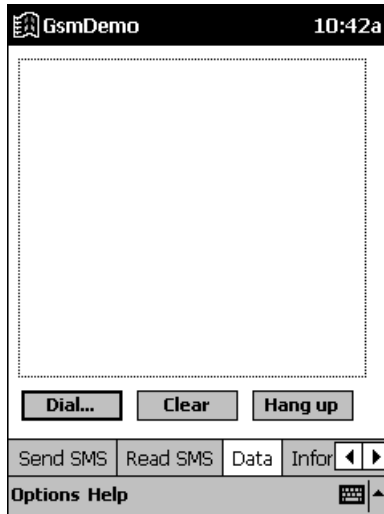 GsmDemo 10:42a
Dial... Clear Hang up
Send SMS Read SMS Data Infor
Options Help